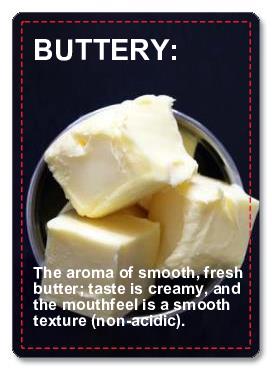 BUTTERY:
The aroma of smooth, fresh
butter; taste is creamy, and
the mouthfeel is a smooth
texture (non-acidic).